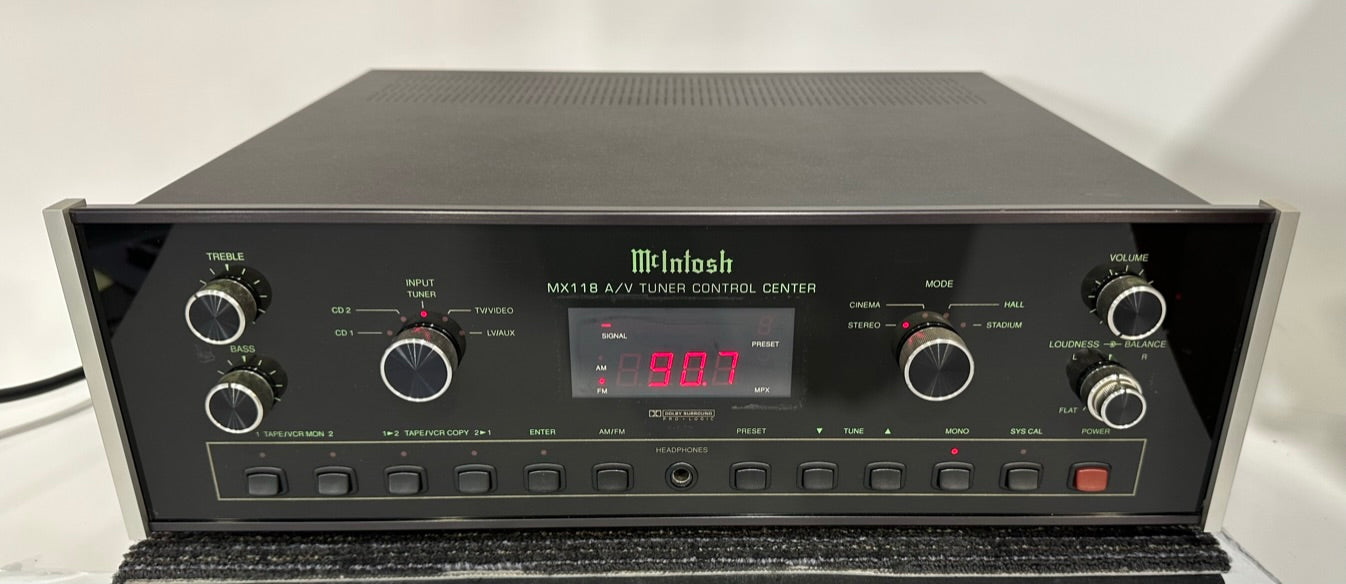 McIntosh
MX118 A/V TUNER CONTROL CENTER
TREBLE
BASS
INPUT
TUNER
CD 2
TV/VIDEO
CD 1
LV/AUX
SIGNAL
PRESET
AM
90.7
FM
MPX
DOLBY SURROUND
PRO·LOGIC
MODE
CINEMA
HALL
STEREO
STADIUM
VOLUME
LOUDNESS BALANCE
L R
FLAT
1 TAPE/VCR MON 2
1►2 TAPE/VCR COPY 2►1
ENTER
AM/FM
HEADPHONES
PRESET
▼ TUNE ▲
MONO
SYS CAL
POWER